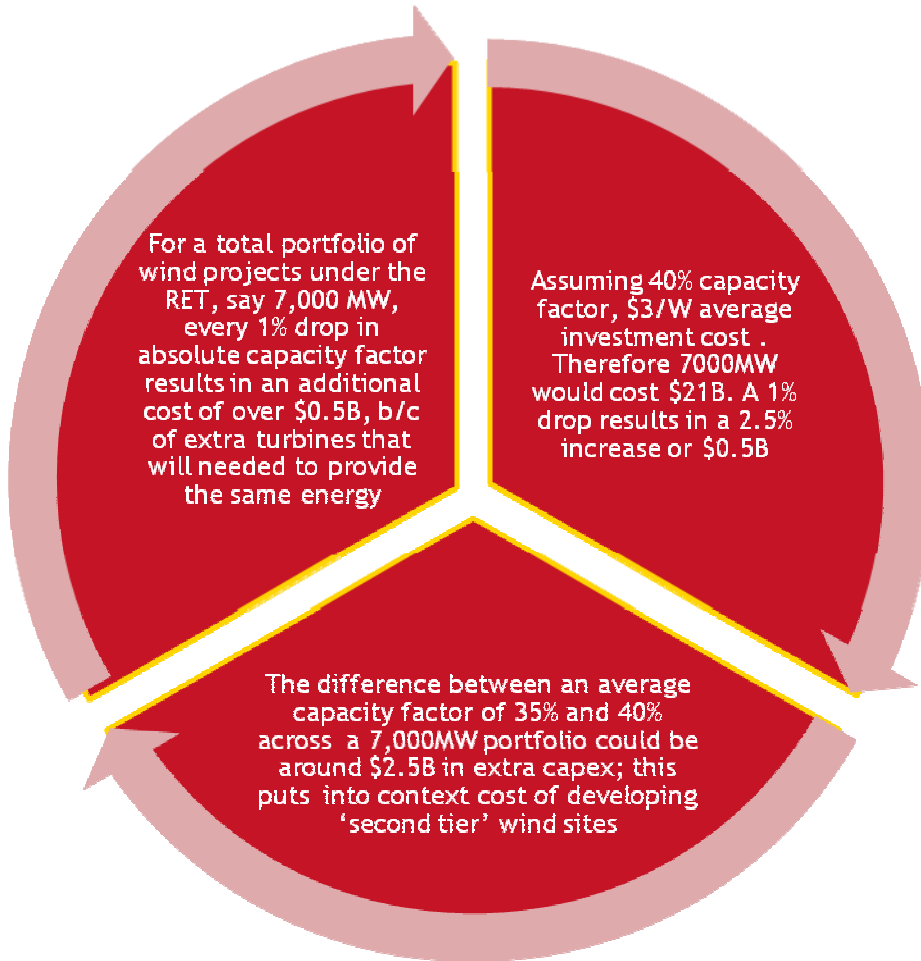 For a total portfolio of
wind projects under the
RET, say 7,000 MW,
every 1% drop in
absolute capacity factor
results in an additional
cost of over $0.5B, b/c
of extra turbines that
will needed to provide
the same energy
Assuming 40% capacity
factor, $3/W average
investment cost .
Therefore 7000MW
would cost $21B. A 1%
drop results in a 2.5%
increase or $0.5B
The difference between an average
capacity factor of 35% and 40%
across a 7,000MW portfolio could be
around $2.5B in extra capex; this
puts into context cost of developing
‘second tier’ wind sites